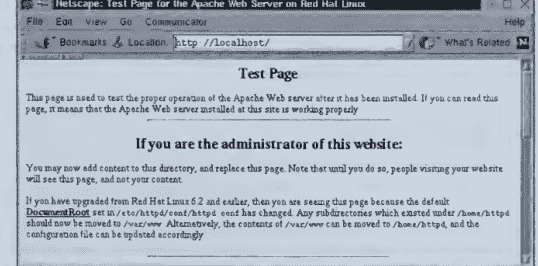 Netscape: Test Page for the Apache Web Server on Red Hat Linux
File Edit View Go Communicator Help
Bookmarks Location: http://localhost/ What's Related N
Test Page
This page is used to test the proper operation of the Apache Web server after it has been installed. If you can read this
page, it means that the Apache Web server installed at this site is working properly
If you are the administrator of this website:
You may now add content to this directory, and replace this page. Note that until you do so, people visiting your website
will see this page, and not your content.
If you have upgraded from Red Hat Linux 6.2 and earlier, then you are seeing this page because the default
DocumentRoot set in /etc/httpd/conf/httpd.conf has changed. Any subdirectories which existed under /home/httpd
should now be moved to /var/www Alternatively, the contents of /var/www can be moved to /home/httpd, and the
configuration file can be updated accordingly